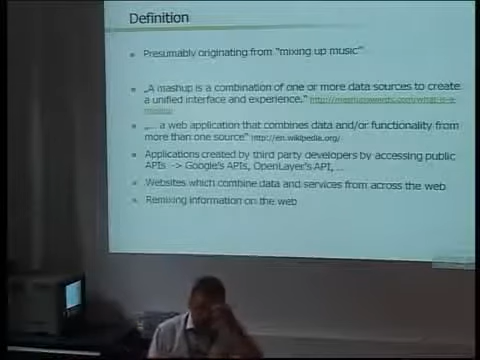 Definition
Presumably originating from "mixing up music"
„A mashup is a combination of one or more data sources to create
a unified interface and experience."
„... a web application that combines data and/or functionality from
more than one source" http://en.wikipedia.org/
Applications created by third party developers by accessing public
APIs -> Google's APIs, OpenLayer's API, ...
Websites which combine data and services from across the web
Remixing information on the web